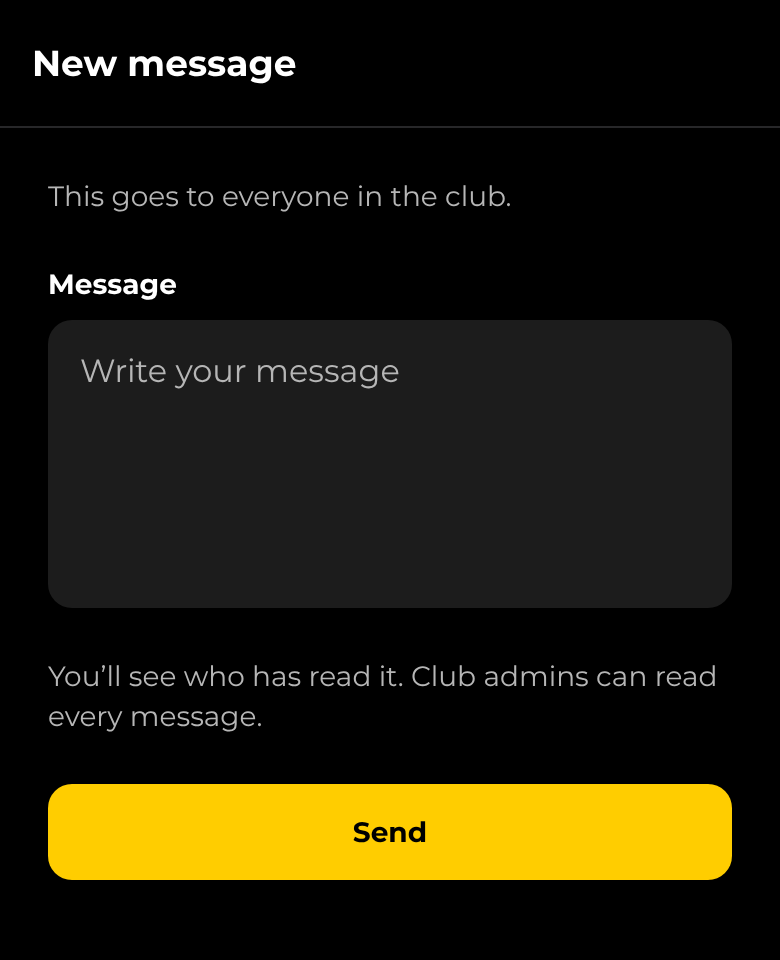 New message
This goes to everyone in the club.
Message
Write your message
You’ll see who has read it. Club admins can read
every message.
Send